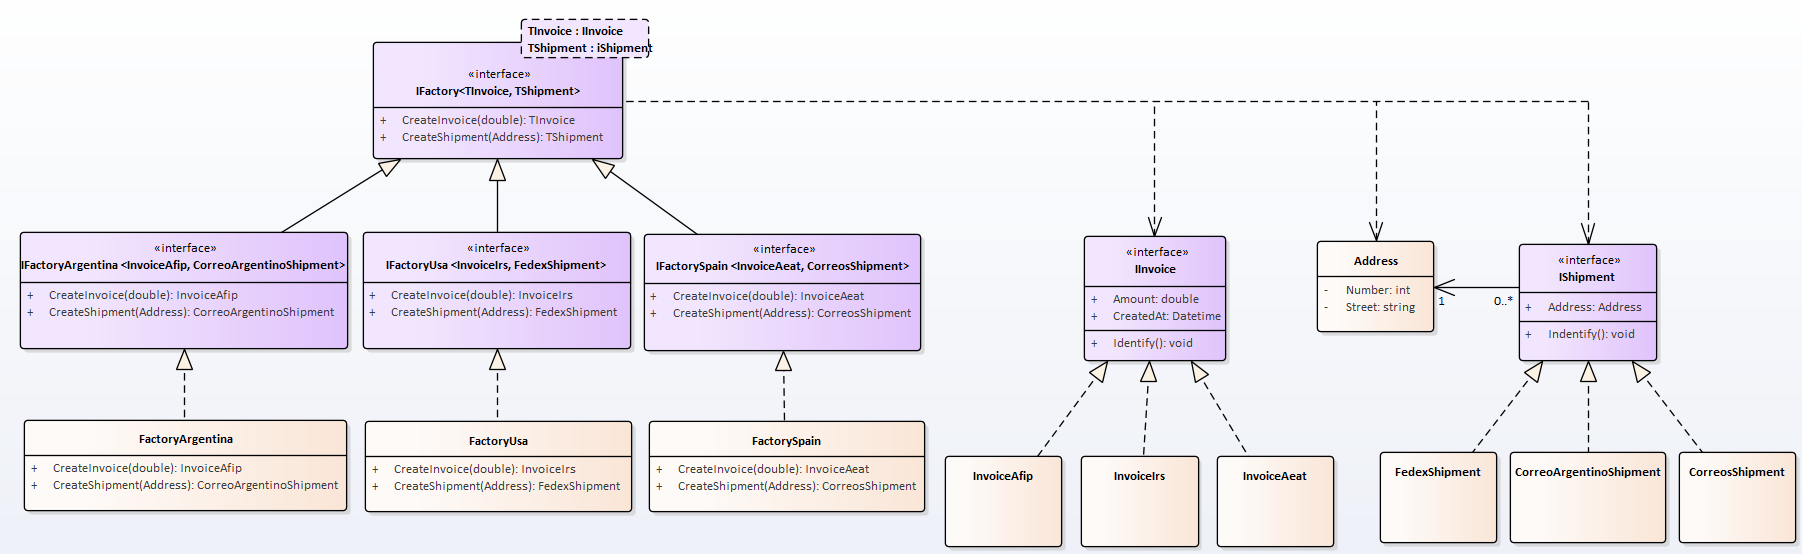 TInvoice : IInvoice
TShipment : iShipment
«interface»
IFactory<TInvoice, TShipment>
+ CreateInvoice(double): TInvoice
+ CreateShipment(Address): TShipment
«interface»
IFactoryArgentina <InvoiceAfip, CorreoArgentinoShipment>
+ CreateInvoice(double): InvoiceAfip
+ CreateShipment(Address): CorreoArgentinoShipment
«interface»
IFactoryUsa <InvoiceIrs, FedexShipment>
+ CreateInvoice(double): InvoiceIrs
+ CreateShipment(Address): FedexShipment
«interface»
IFactorySpain <InvoiceAeat, CorreosShipment>
+ CreateInvoice(double): InvoiceAeat
+ CreateShipment(Address): CorreosShipment
«interface»
IInvoice
+ Amount: double
+ CreatedAt: Datetime
+ Identify(): void
Address
- Number: int
- Street: string
1
0..*
«interface»
IShipment
+ Address: Address
+ Indentify(): void
FactoryArgentina
+ CreateInvoice(double): InvoiceAfip
+ CreateShipment(Address): CorreoArgentinoShipment
FactoryUsa
+ CreateInvoice(double): InvoiceIrs
+ CreateShipment(Address): FedexShipment
FactorySpain
+ CreateInvoice(double): InvoiceAeat
+ CreateShipment(Address): CorreosShipment
InvoiceAfip
InvoiceIrs
InvoiceAeat
FedexShipment
CorreoArgentinoShipment
CorreosShipment